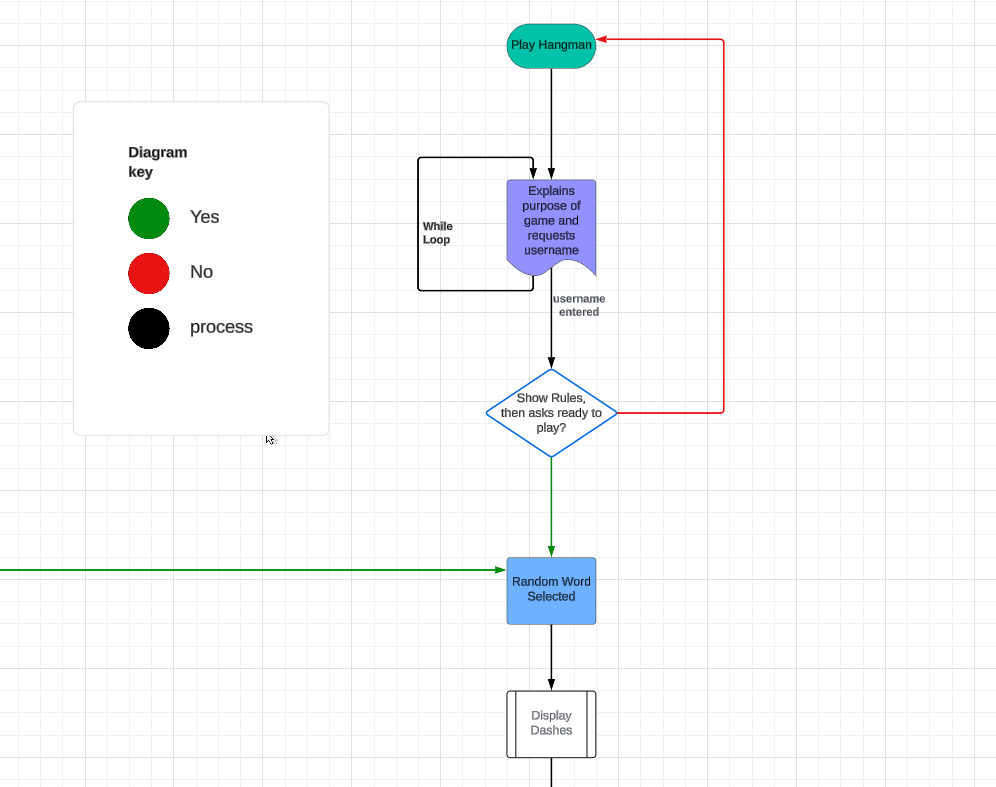 Play Hangman
Diagram
key
Yes
No
process
Explains
purpose of
game and
requests
username
While
Loop
username
entered
Show Rules,
then asks ready to
play?
Random Word
Selected
Display
Dashes